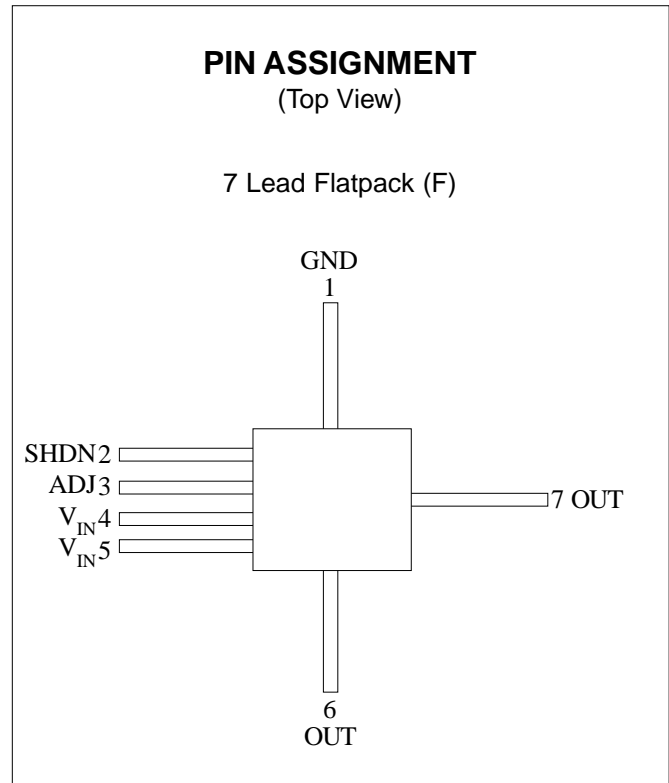 PIN ASSIGNMENT
(Top View)
7 Lead Flatpack (F)
GND
1
SHDN2
ADJ3
VIN4
VIN5
7 OUT
6
OUT